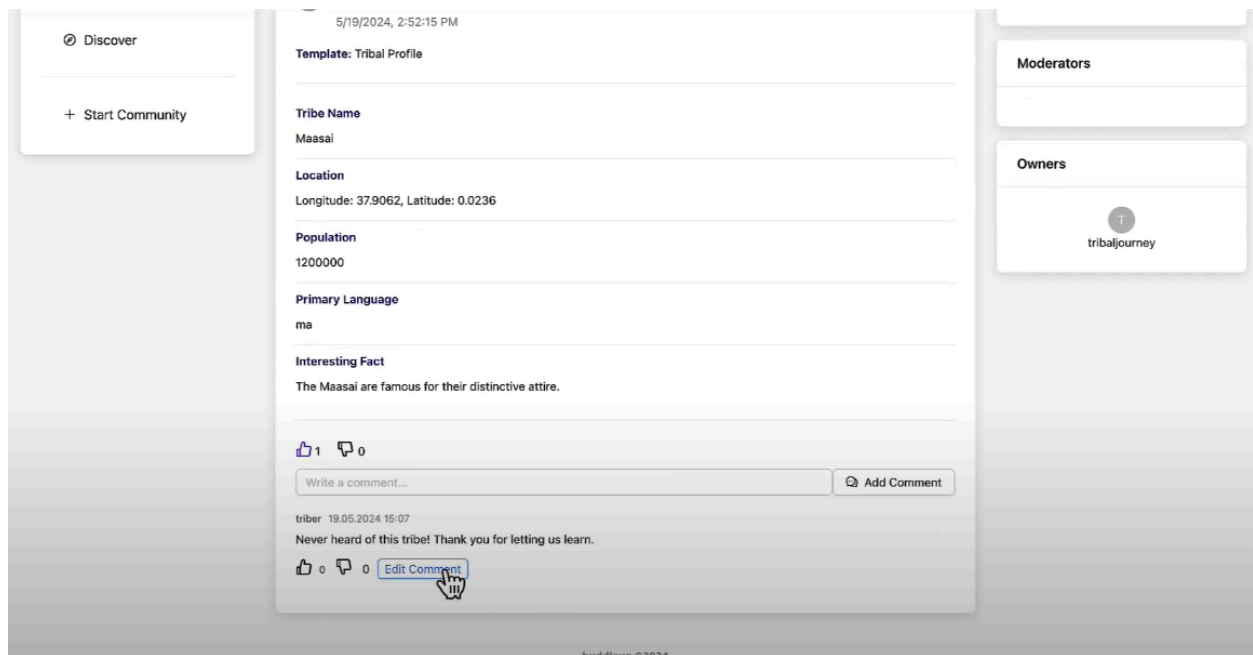 Discover
+ Start Community
5/19/2024, 2:52:15 PM
Template: Tribal Profile
Tribe Name
Maasai
Location
Longitude: 37.9062, Latitude: 0.0236
Population
1200000
Primary Language
ma
Interesting Fact
The Maasai are famous for their distinctive attire.
1 0
Write a comment...
Add Comment
triber 19.05.2024 15:07
Never heard of this tribe! Thank you for letting us learn.
0 0 Edit Comment
Moderators
Owners
T
tribaljourney